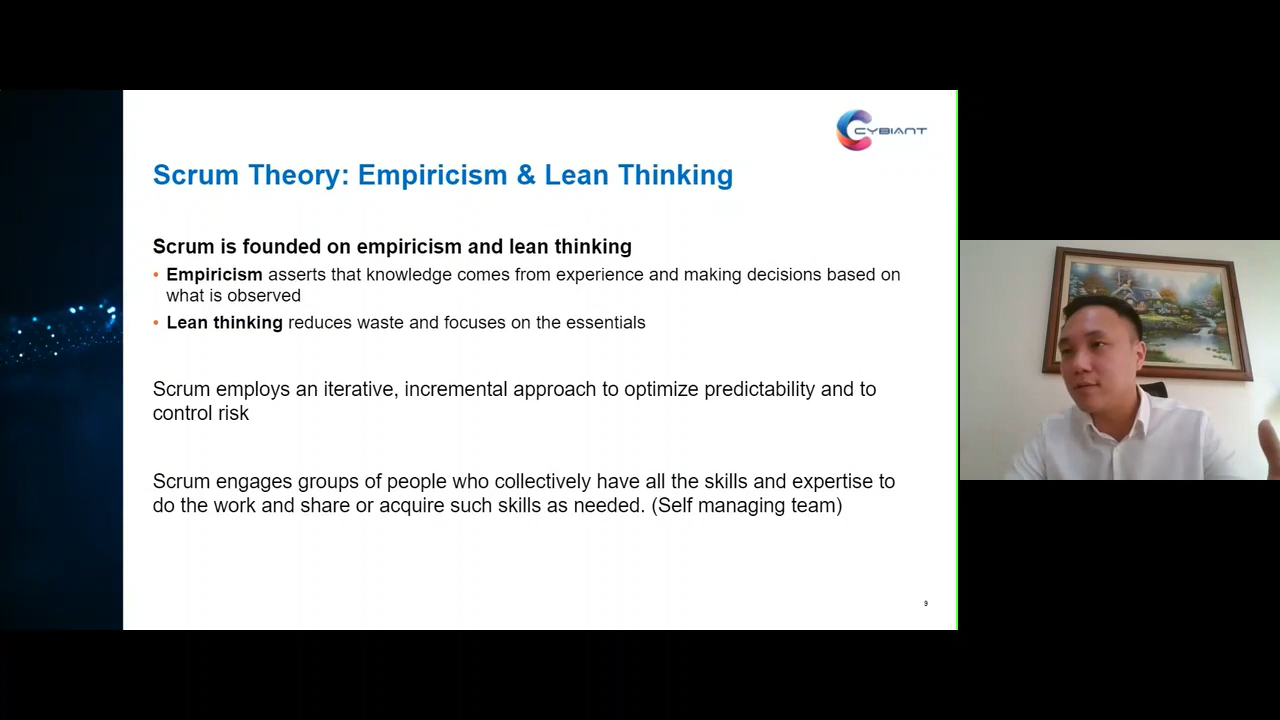 CYBIANT
Scrum Theory: Empiricism & Lean Thinking
Scrum is founded on empiricism and lean thinking
• Empiricism asserts that knowledge comes from experience and making decisions based on
what is observed
• Lean thinking reduces waste and focuses on the essentials
Scrum employs an iterative, incremental approach to optimize predictability and to
control risk
Scrum engages groups of people who collectively have all the skills and expertise to
do the work and share or acquire such skills as needed. (Self managing team)
9